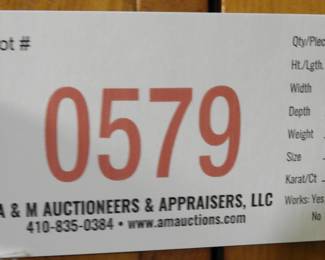 ot #
0579
A & M AUCTIONEERS & APPRAISERS, LLC
410-835-0384 • www.amauctions.com
Qty/Piec
Ht./Lgth.
Width
Depth
Weight
Size
Karat/Ct
Works: Yes
No